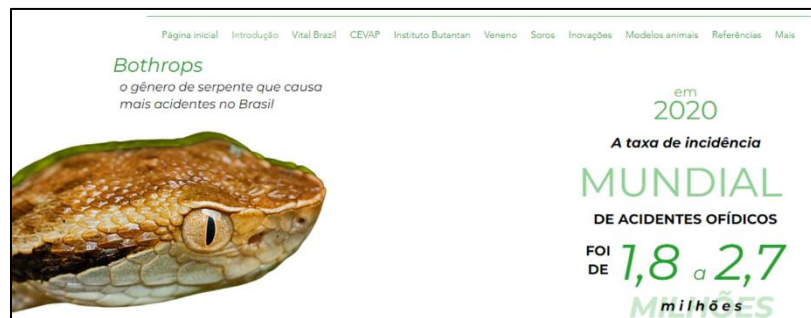 Página inicial Introdução Vital Brazil CEVAP Instituto Butantan Veneno Soros Inovações Modelos animais Referências Mais
Bothrops
o gênero de serpente que causa
mais acidentes no Brasil
em
2020
A taxa de incidência
MUNDIAL
DE ACIDENTES OFÍDICOS
FOI DE 1,8 a 2,7
MILHÕES
milhões